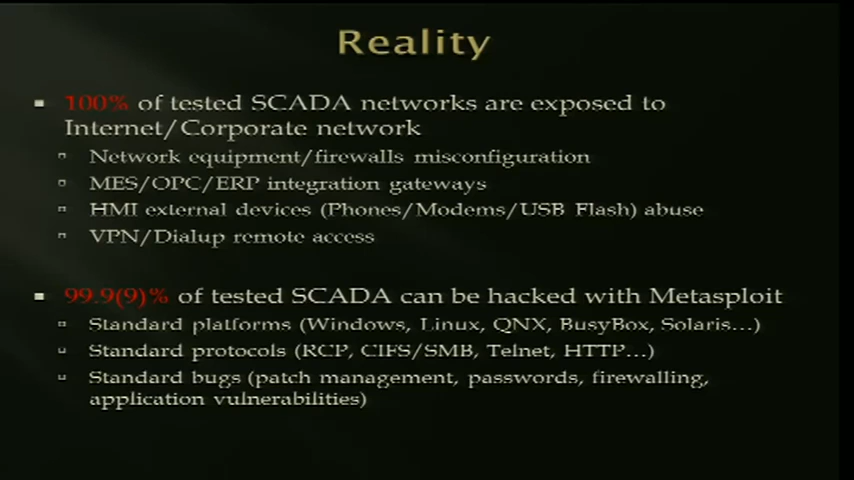 Reality
100% of tested SCADA networks are exposed to
Internet/Corporate network
Network equipment/firewalls misconfiguration
MES/OPC/ERP integration gateways
HMI external devices (Phones/Modems/USB Flash) abuse
VPN/Dialup remote access
99.9(9)% of tested SCADA can be hacked with Metasploit
Standard platforms (Windows, Linux, QNX, BusyBox, Solaris…)
Standard protocols (RCP, CIFS/SMB, Telnet, HTTP…)
Standard bugs (patch management, passwords, firewalling,
application vulnerabilities)